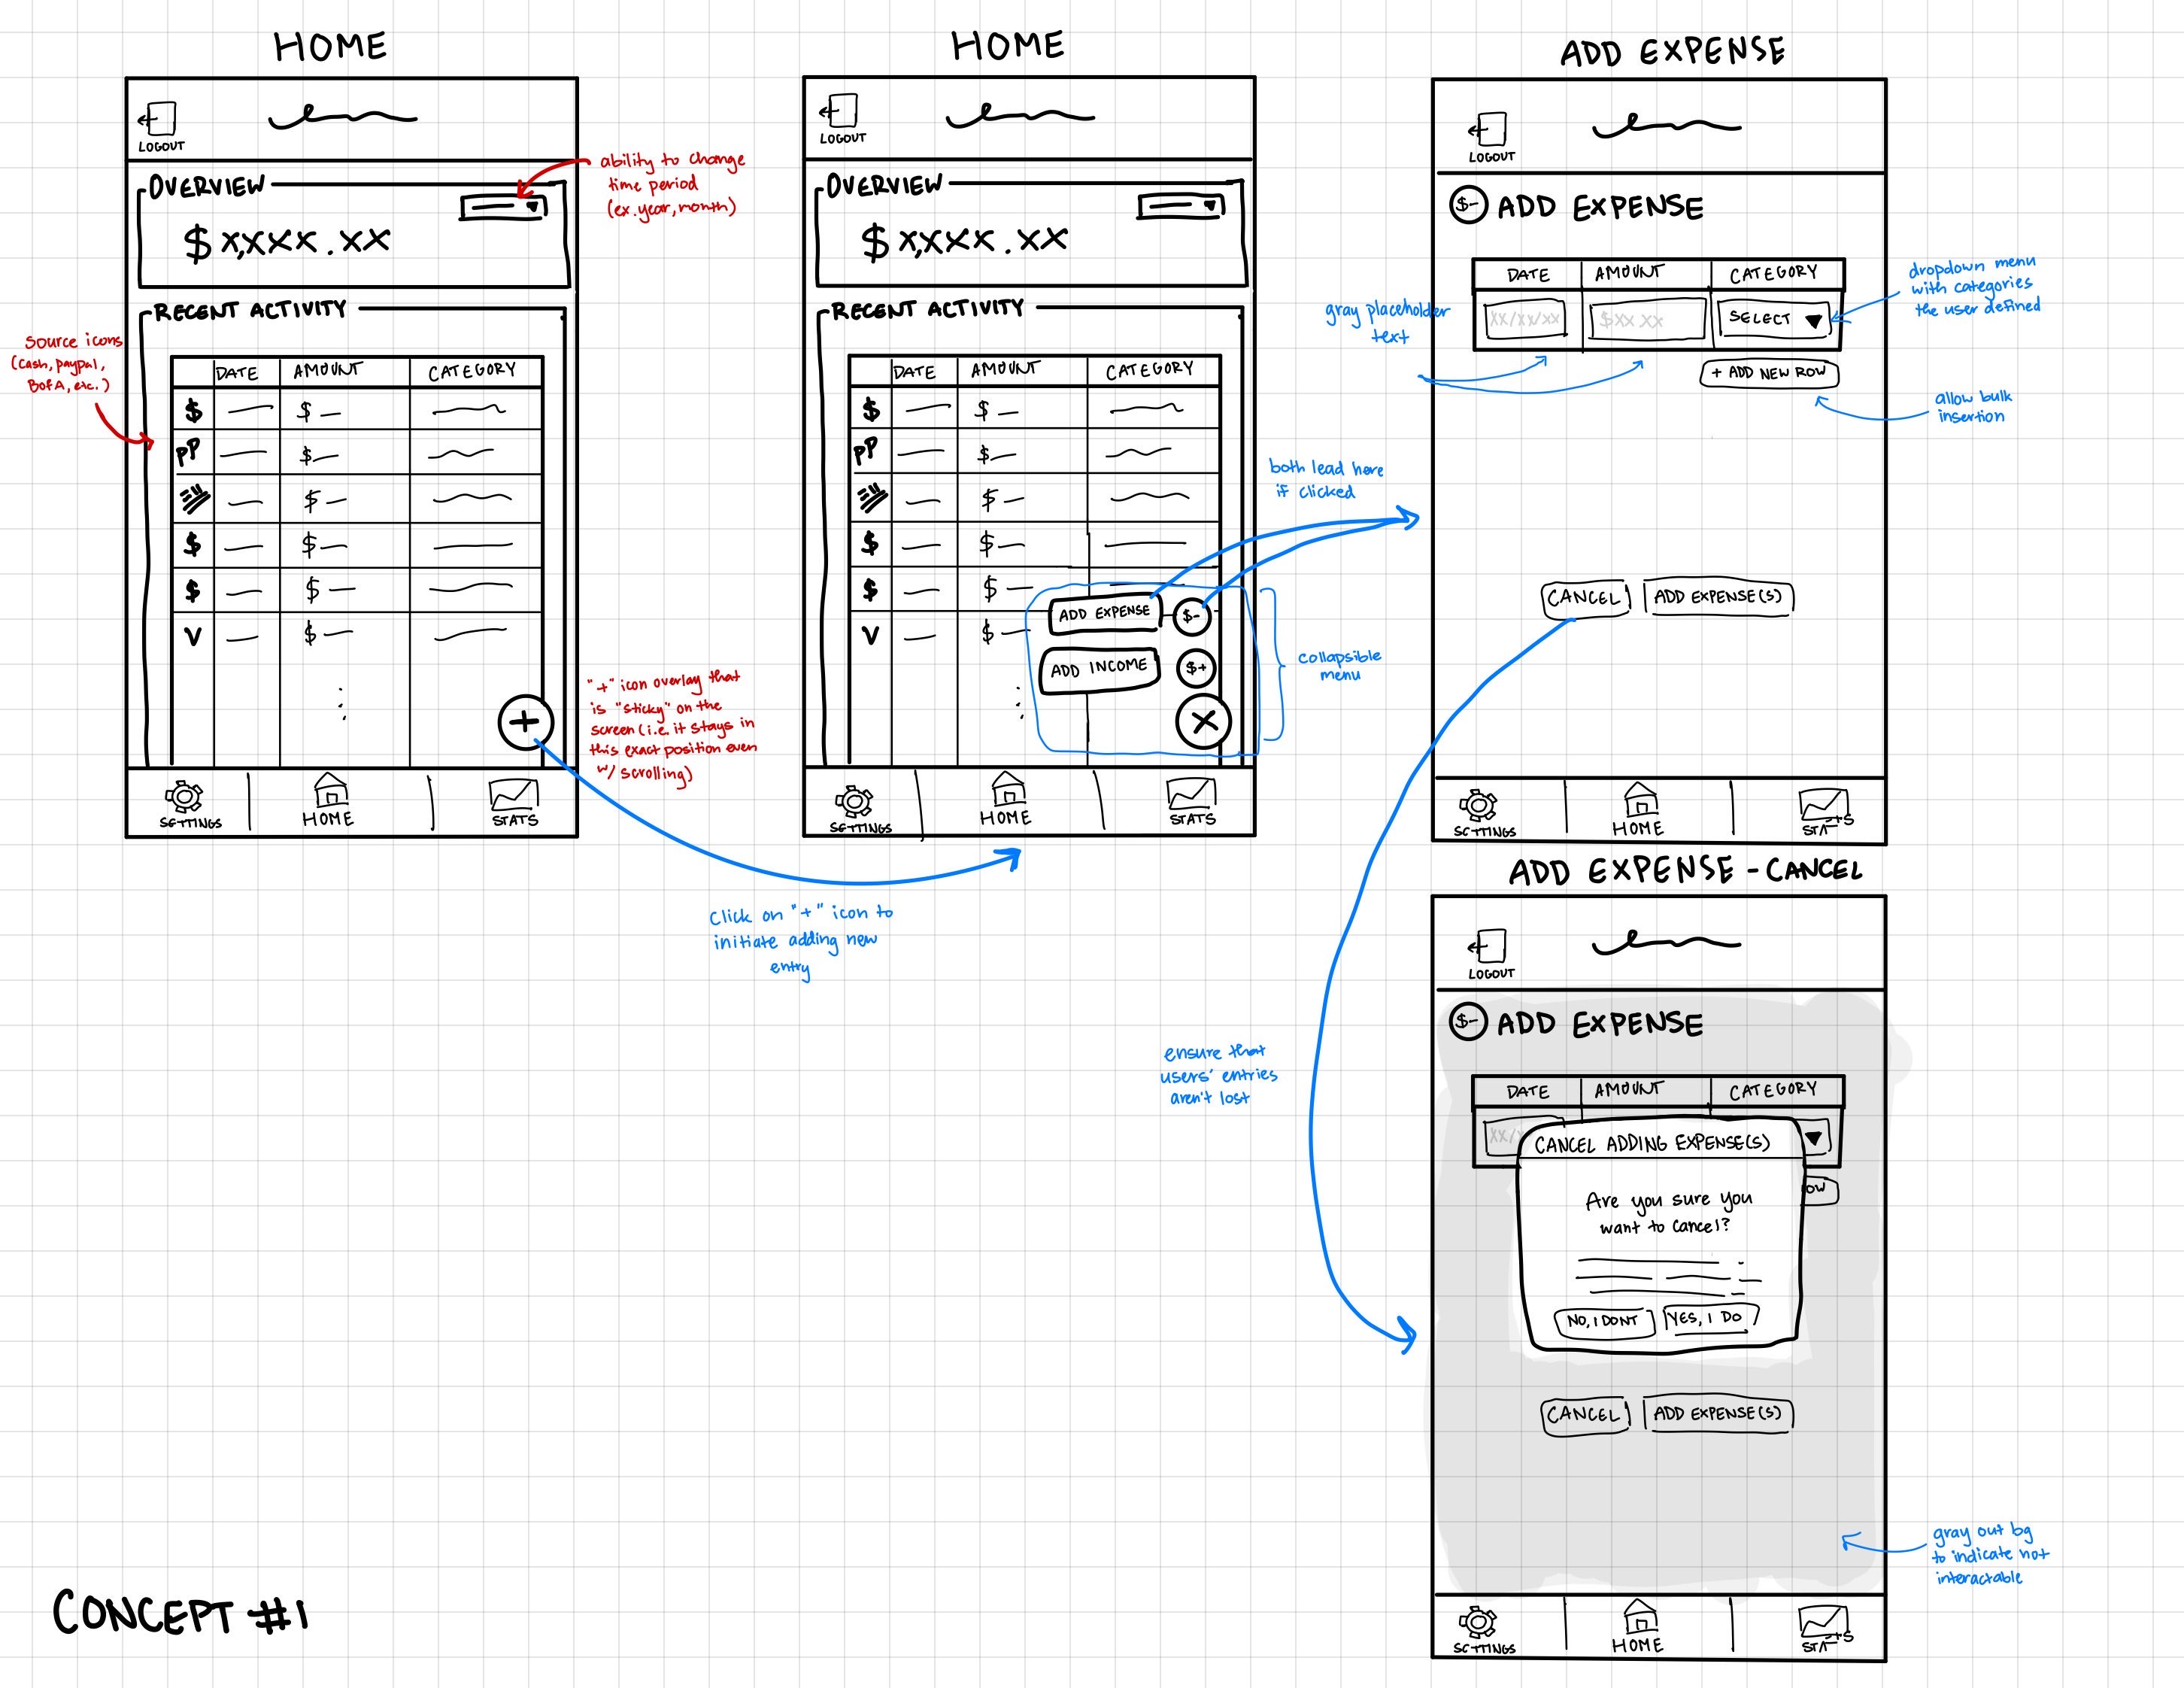 HOME
LOGOUT
OVERVIEW
$ x,xxx.xx
RECENT ACTIVITY
DATE AMOUNT CATEGORY
$ $
PP $
$
$ $
$ $
V $
+
SETTINGS HOME STATS
ability to change
time period
(ex. year, month)
source icons
(cash, paypal,
BofA, etc.)
"+" icon overlay that
is "sticky" on the
screen (i.e. it stays in
this exact position even
w/ scrolling)
Click on "+" icon to
initiate adding new
entry
HOME
LOGOUT
OVERVIEW
$ x,xxx.xx
RECENT ACTIVITY
DATE AMOUNT CATEGORY
$ $
PP $
$
$ $
$ $
V $
ADD EXPENSE $-
ADD INCOME $+
X
SETTINGS HOME STATS
both lead here
if clicked
collapsible
menu
ADD EXPENSE
LOGOUT
$- ADD EXPENSE
DATE AMOUNT CATEGORY
XX/XX/XX $XX XX SELECT
+ ADD NEW ROW
CANCEL ADD EXPENSE(S)
SETTINGS HOME STATS
gray placeholder
text
dropdown menu
with categories
the user defined
allow bulk
insertion
ensure that
users' entries
aren't lost
ADD EXPENSE - CANCEL
LOGOUT
$- ADD EXPENSE
DATE AMOUNT CATEGORY
XX/X
CANCEL ADDING EXPENSE(S)
OW
Are you sure you
want to cancel?
NO, I DONT YES, I DO
CANCEL ADD EXPENSE(S)
SETTINGS HOME STATS
gray out bg
to indicate not
interactable
CONCEPT #1